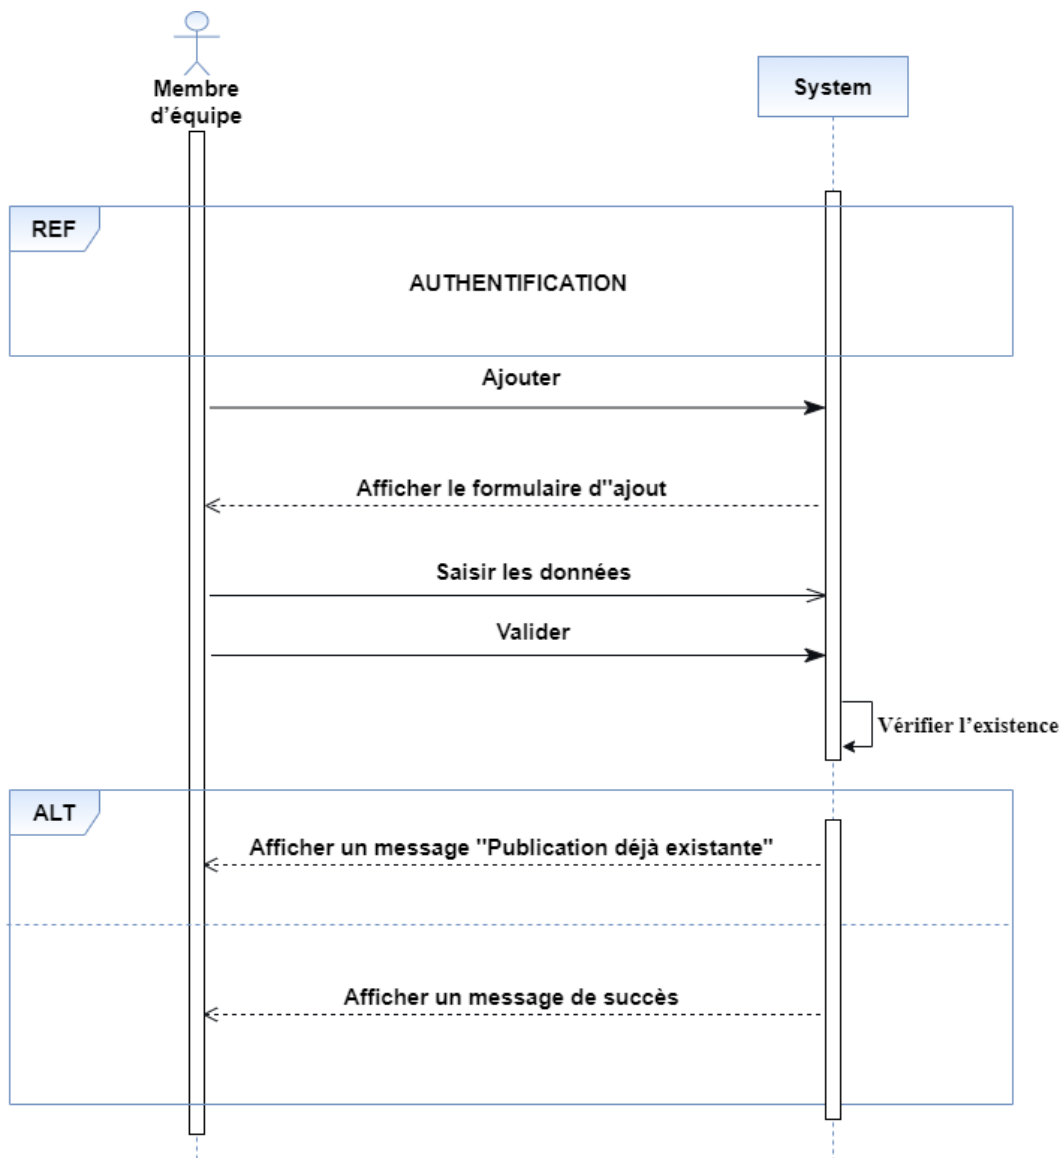 Membre
d'équipe
System
REF
AUTHENTIFICATION
Ajouter
Afficher le formulaire d"ajout
Saisir les données
Valider
Vérifier l'existence
ALT
Afficher un message "Publication déjà existante"
Afficher un message de succès